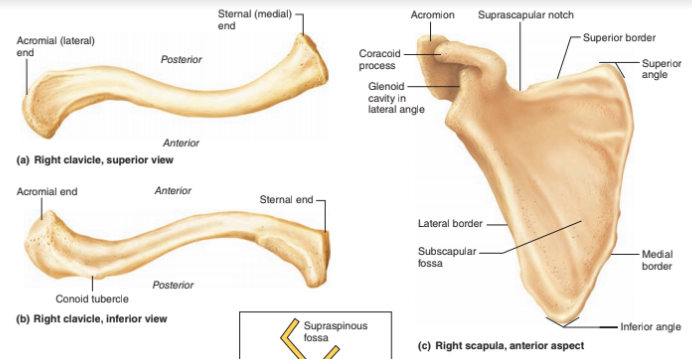 Sternal (medial)
end
Acromial (lateral)
end
Posterior
Anterior
(a) Right clavicle, superior view
Acromial end
Anterior
Sternal end
Posterior
Conoid tubercle
(b) Right clavicle, inferior view
Supraspinous
fossa
Acromion
Suprascapular notch
Superior border
Coracoid
process
Superior
angle
Glenoid
cavity in
lateral angle
Lateral border
Subscapular
fossa
Medial
border
Inferior angle
(c) Right scapula, anterior aspect